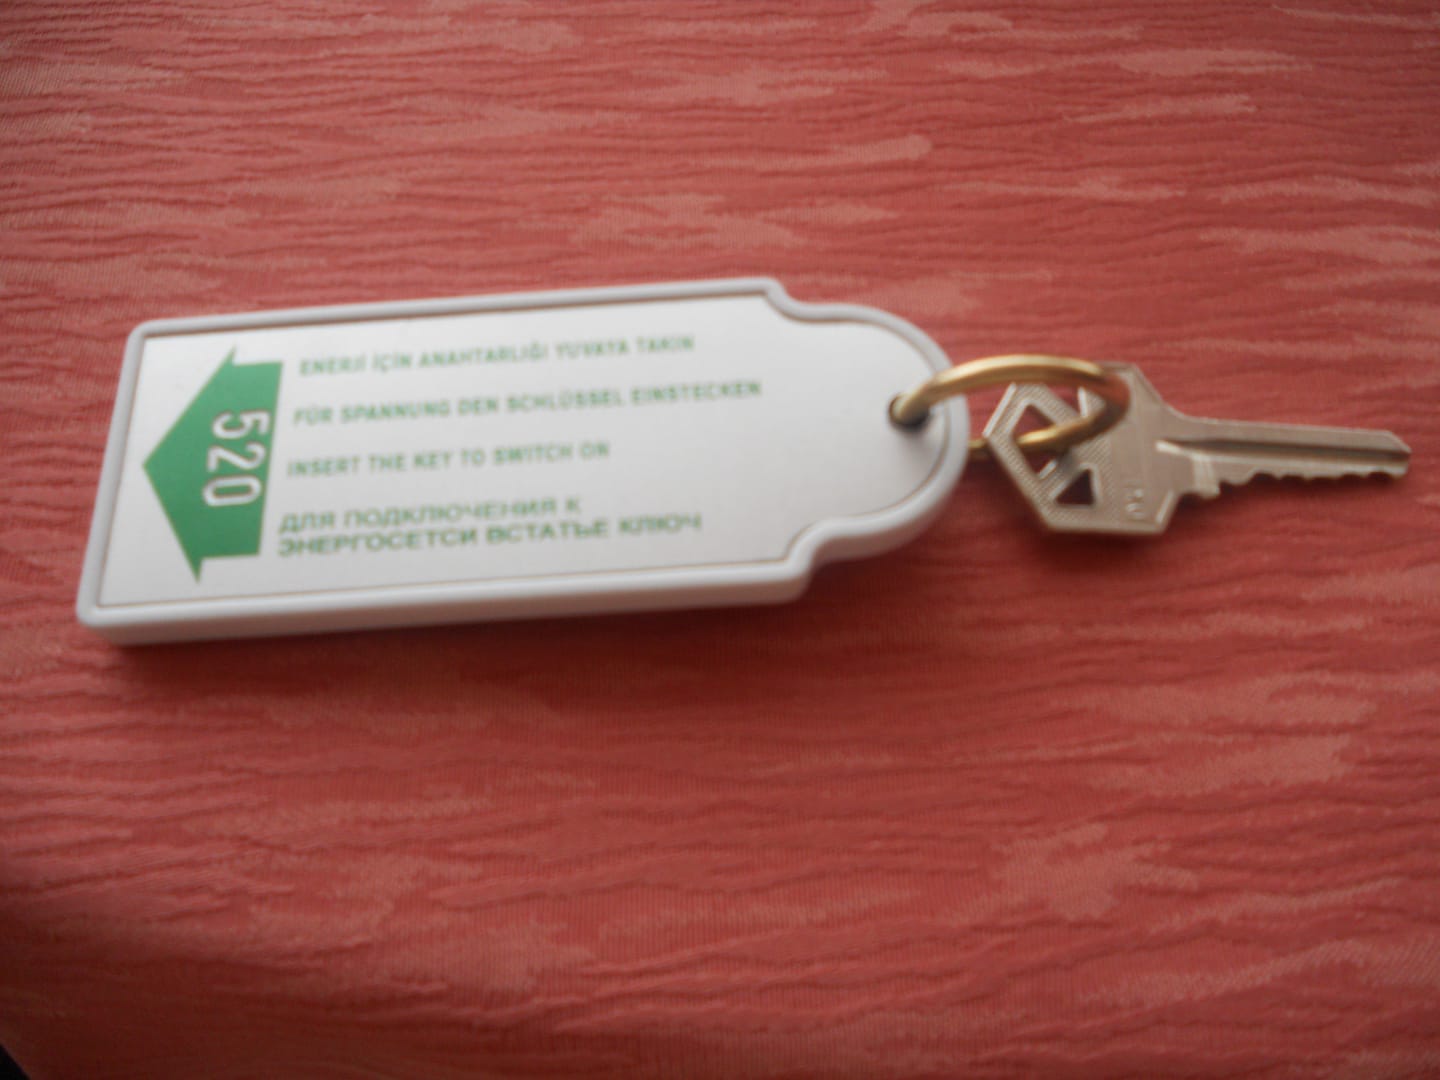 520
ENERJİ İÇİN ANAHTARLIĞI YUVAYA TAKIN
FÜR SPANNUNG DEN SCHLÜSSEL EINSTECKEN
INSERT THE KEY TO SWITCH ON
ДЛЯ ПОДКЛЮЧЕНИЯ К
ЭНЕРГОСЕТСИ ВСТАТЬЕ КЛЮЧ